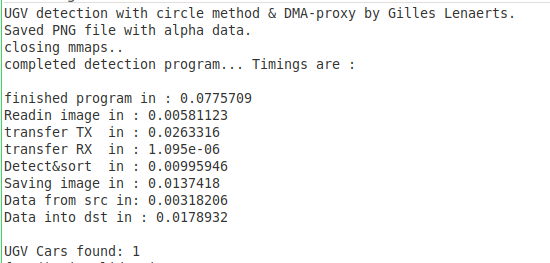 UGV detection with circle method & DMA-proxy by Gilles Lenaerts.
Saved PNG file with alpha data.
closing mmaps..
completed detection program... Timings are :
finished program in : 0.0775709
Readin image in : 0.00581123
transfer TX  in : 0.0263316
transfer RX  in : 1.095e-06
Detect&sort  in : 0.00995946
Saving image in : 0.0137418
Data from src in: 0.00318206
Data into dst in : 0.0178932
UGV Cars found: 1